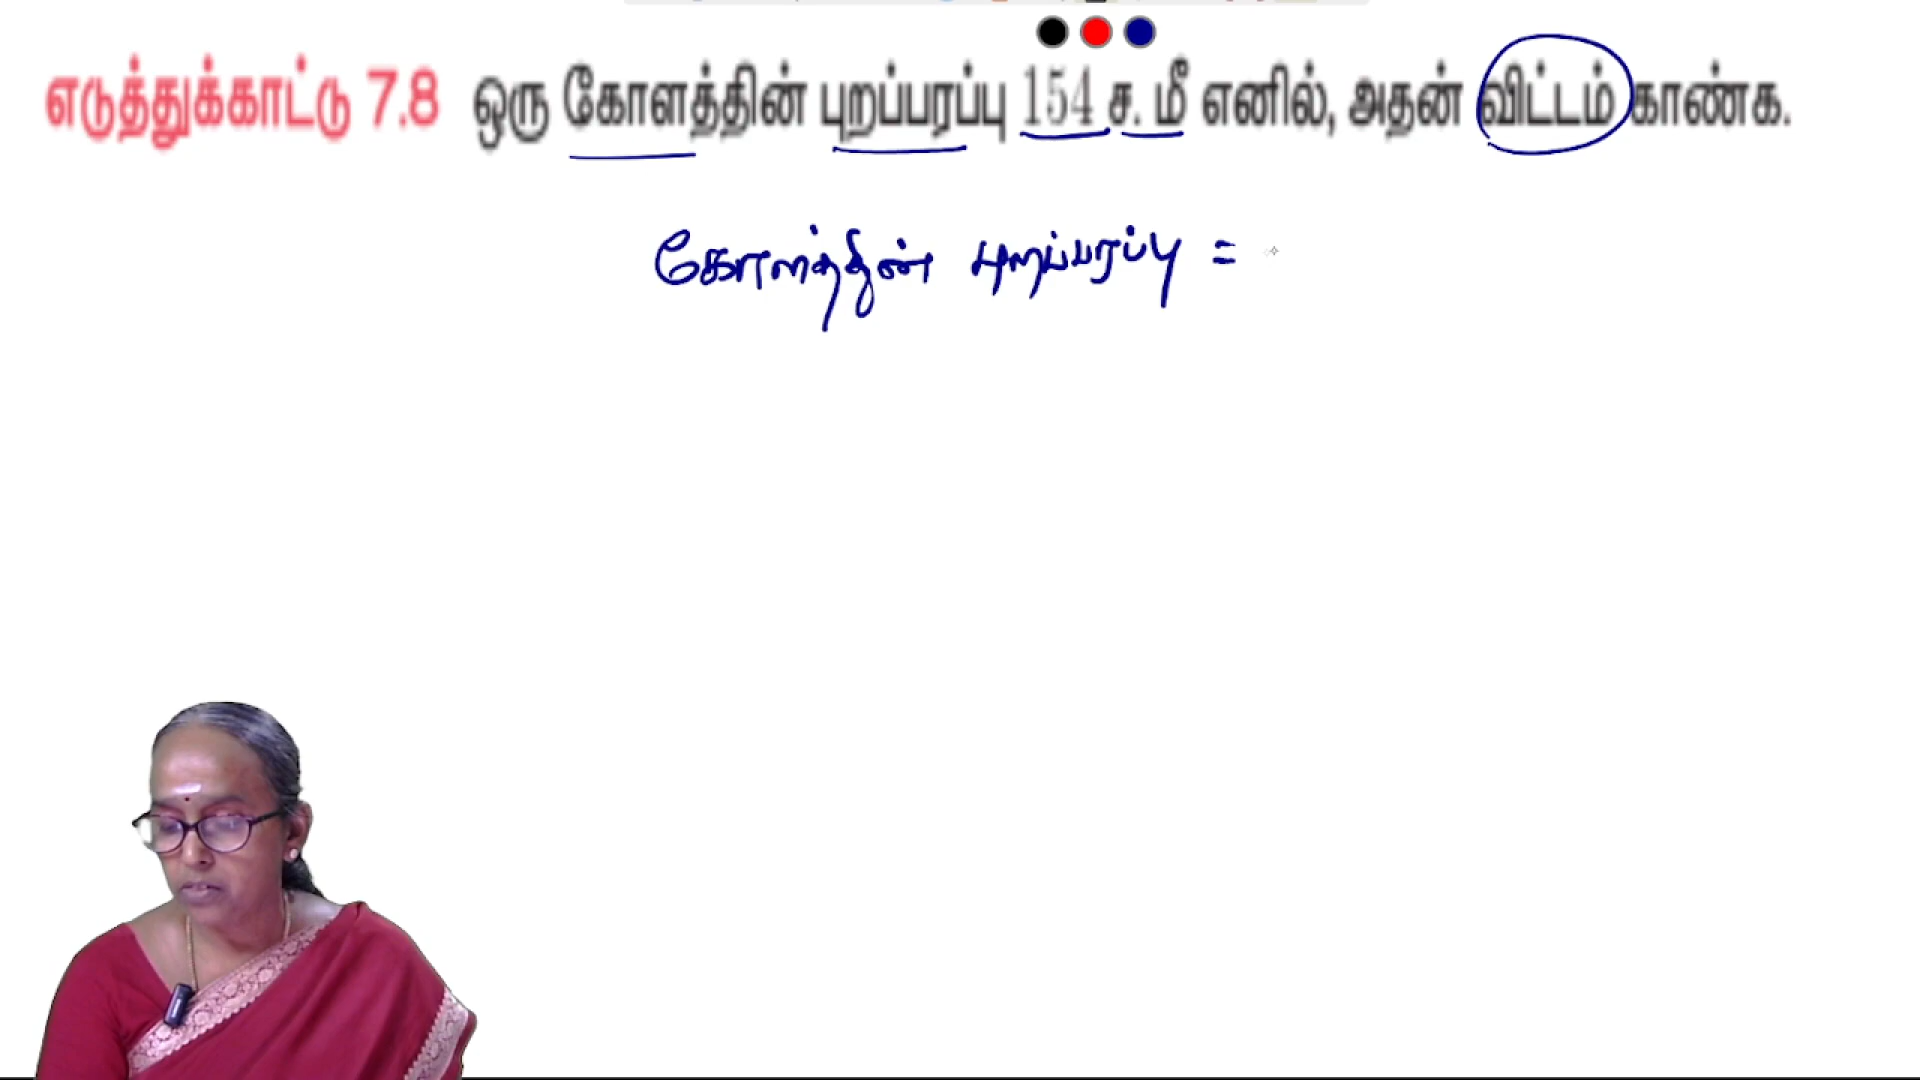 எடுத்துக்காட்டு 7.8 ஒரு கோளத்தின் புறப்பரப்பு 154 ச. மீ எனில், அதன் விட்டம் காண்க.
கோளத்தின் புறப்பரப்பு =